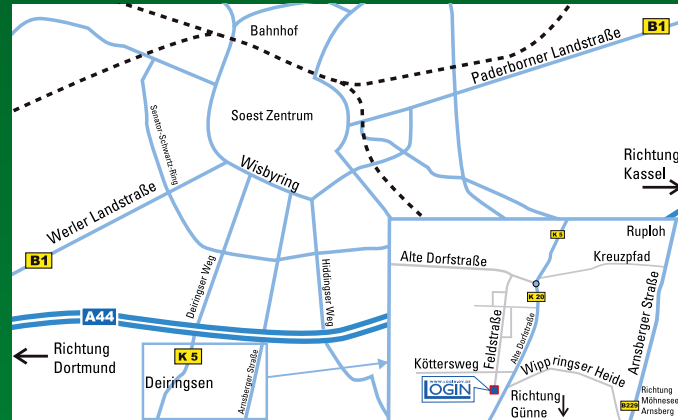 Bahnhof
B1
Paderborner Landstraße
Soest Zentrum
Senator-Schwartz-Ring
Wisbyring
Richtung
Kassel
Werler Landstraße
B1
Deiringser Weg
Hiddingser Weg
A44
Richtung
Dortmund
K 5
Deiringsen
Arnsberger Straße
K 5
Ruploh
Alte Dorfstraße
Kreuzpfad
K 20
Feldstraße
Alte Dorfstraße
Arnsberger Straße
Köttersweg
Wippringser Heide
LOGIN
Richtung
Günne
B229
Richtung
Möhnesee
Arnsberg